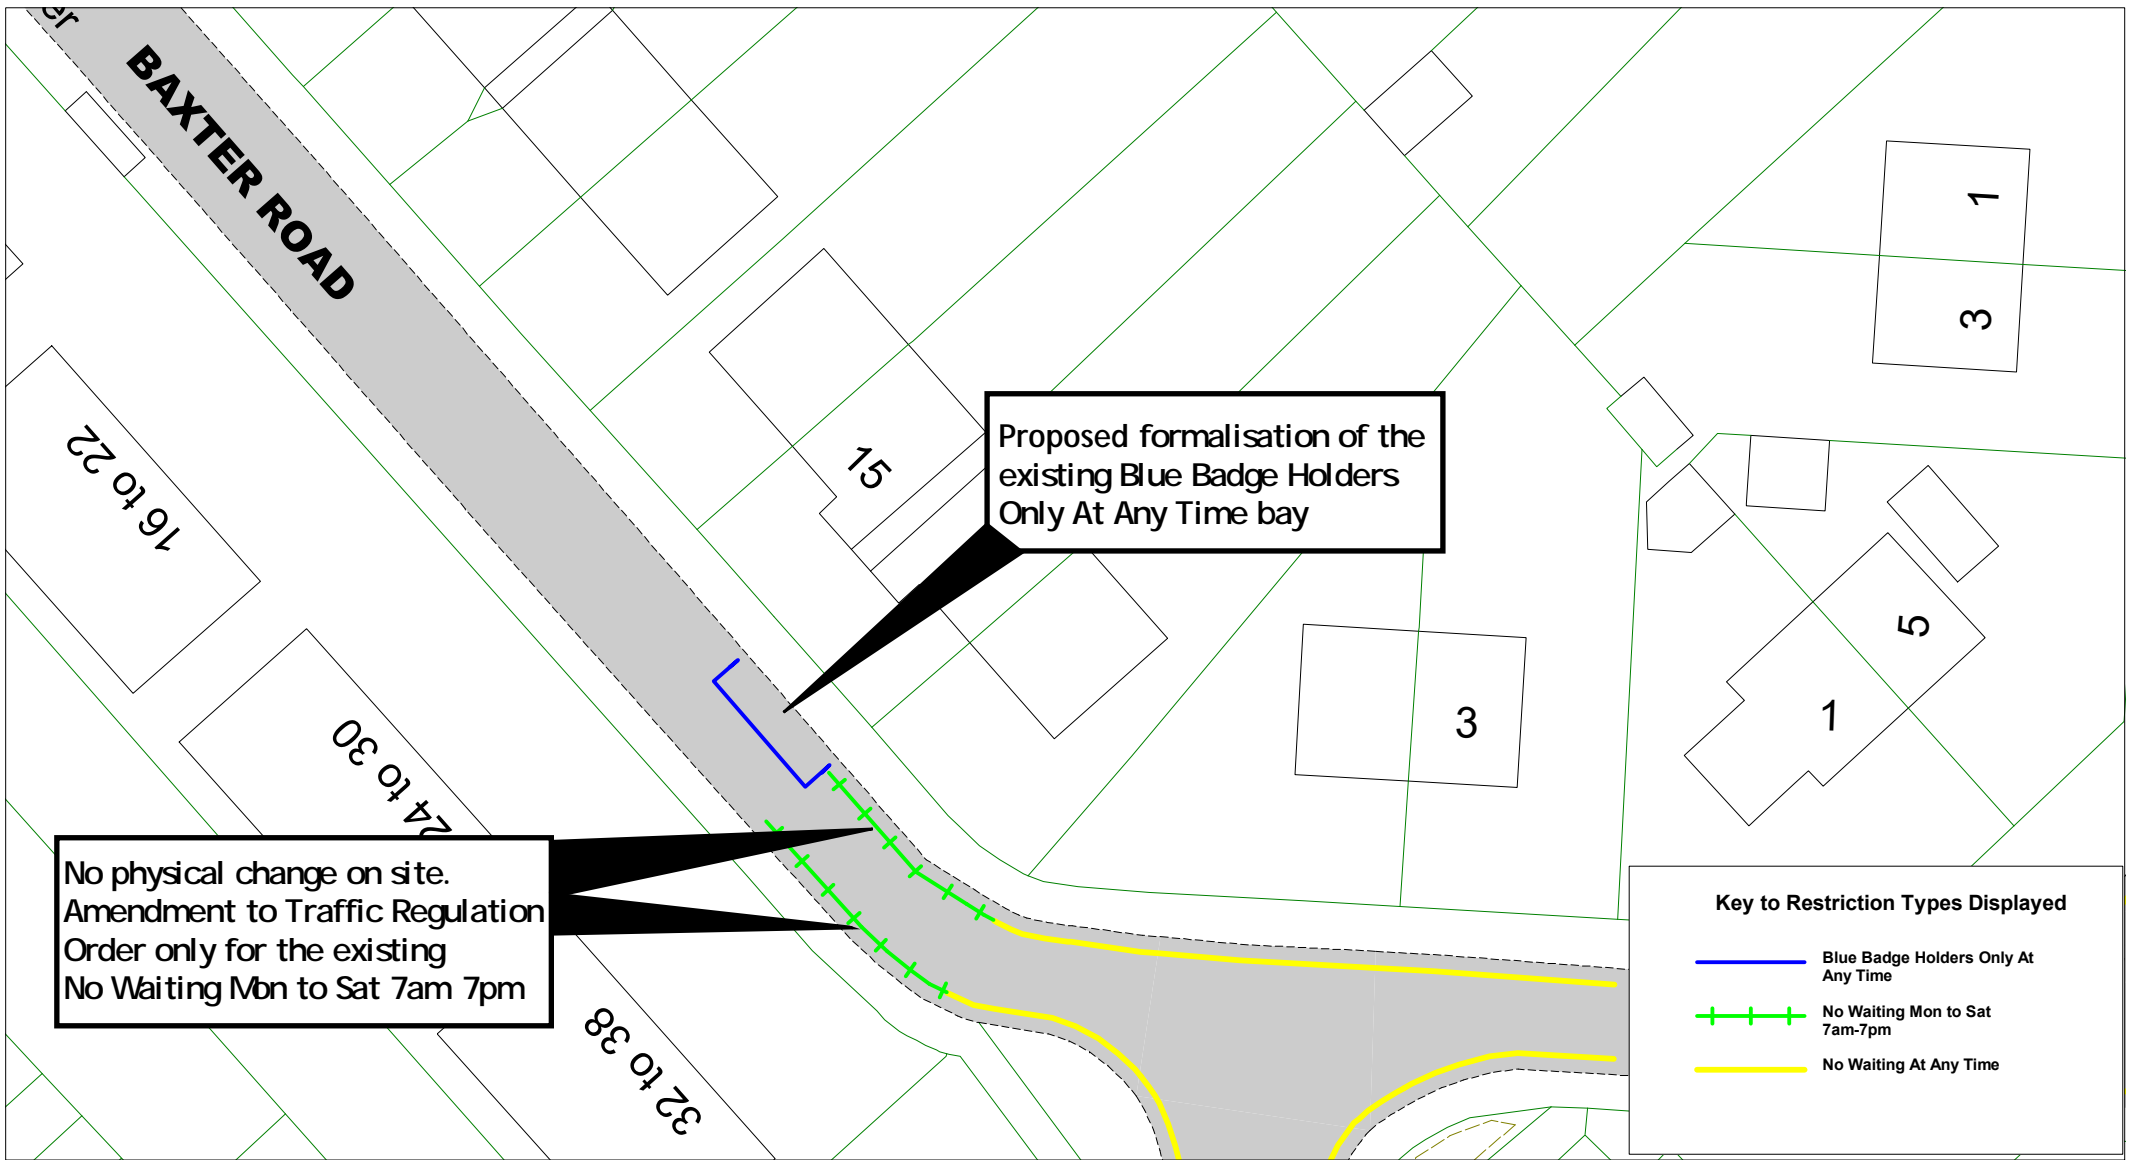 er
BAXTER ROAD
1
3
16 to 22
15
Proposed formalisation of the
existing Blue Badge Holders
Only At Any Time bay
5
1
3
24 to 30
No physical change on site.
Amendment to Traffic Regulation
Order only for the existing
No Waiting Mon to Sat 7am 7pm
32 to 38
Key to Restriction Types Displayed
Blue Badge Holders Only At
Any Time
No Waiting Mon to Sat
7am-7pm
No Waiting At Any Time